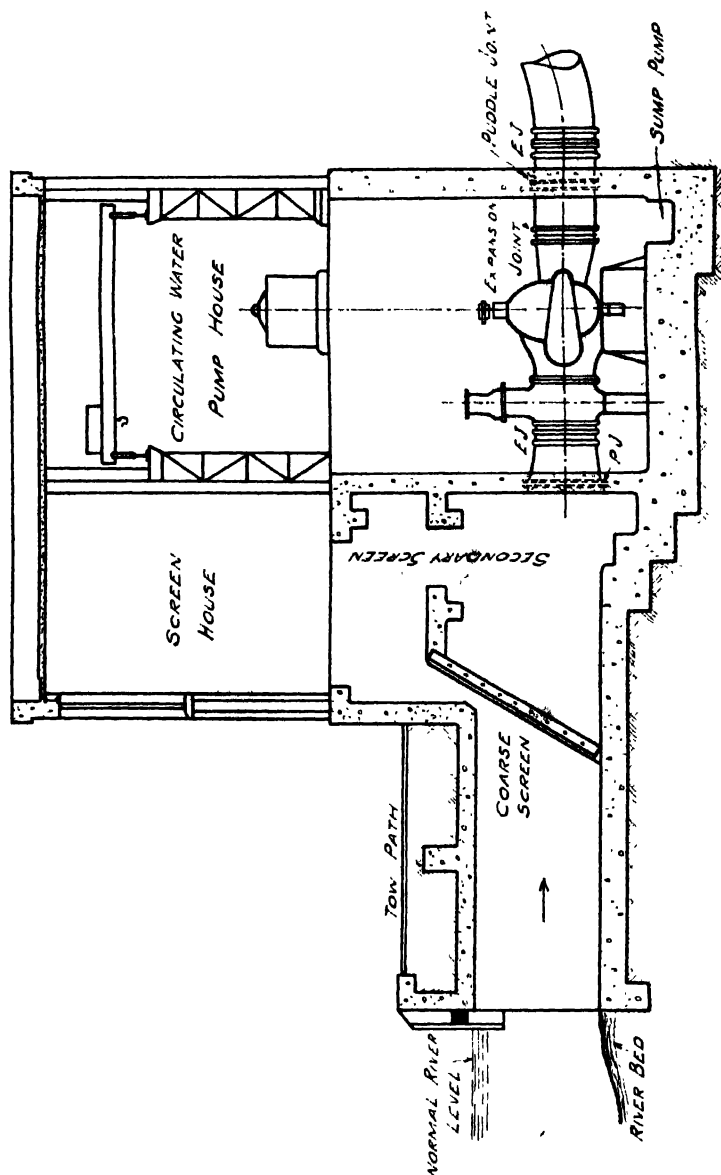 CIRCULATING WATER
PUMP HOUSE
SCREEN
HOUSE
PUDDLE JOINT
EJ
EXPANSION
JOINT
SUMP PUMP
EJ
PJ
SECONDARY SCREEN
COARSE
SCREEN
TOW PATH
NORMAL RIVER
LEVEL
RIVER BED